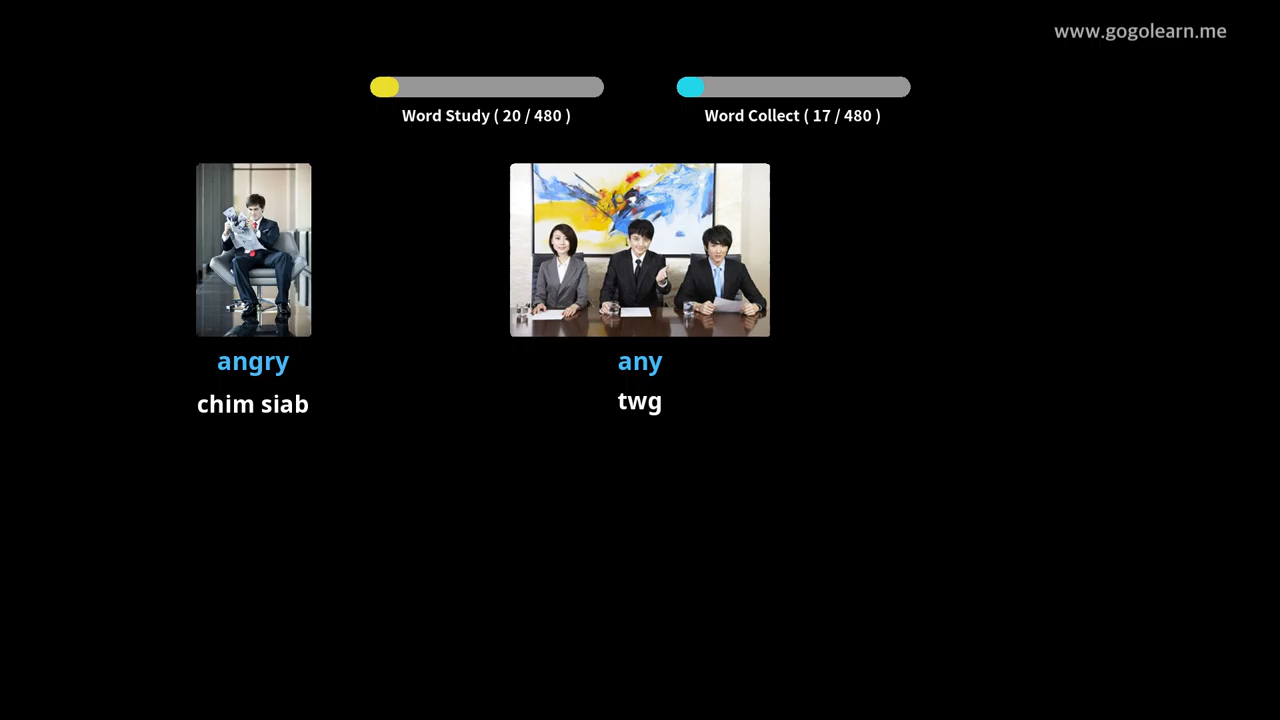 www.gogolearn.me
Word Study ( 20 / 480 )
Word Collect ( 17 / 480 )
angry
chim siab
any
twg